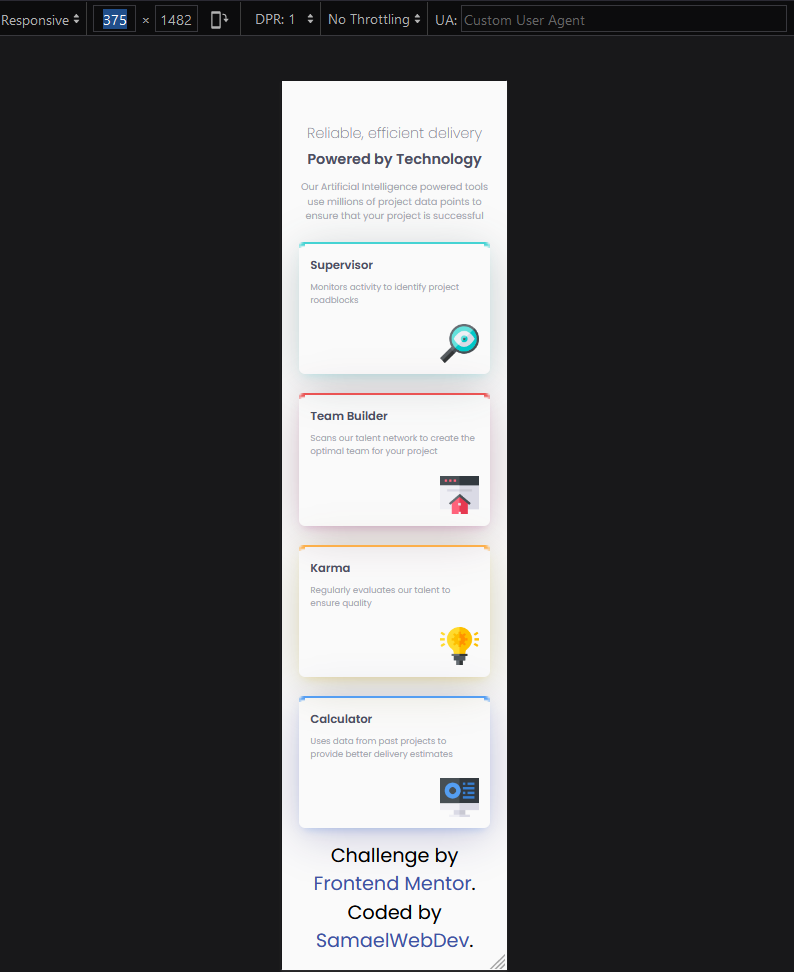 Responsive 375 × 1482 DPR: 1 No Throttling UA: Custom User Agent
Reliable, efficient delivery
Powered by Technology
Our Artificial Intelligence powered tools
use millions of project data points to
ensure that your project is successful
Supervisor
Monitors activity to identify project
roadblocks
Team Builder
Scans our talent network to create the
optimal team for your project
Karma
Regularly evaluates our talent to
ensure quality
Calculator
Uses data from past projects to
provide better delivery estimates
Challenge by
Frontend Mentor.
Coded by
SamaelWebDev.